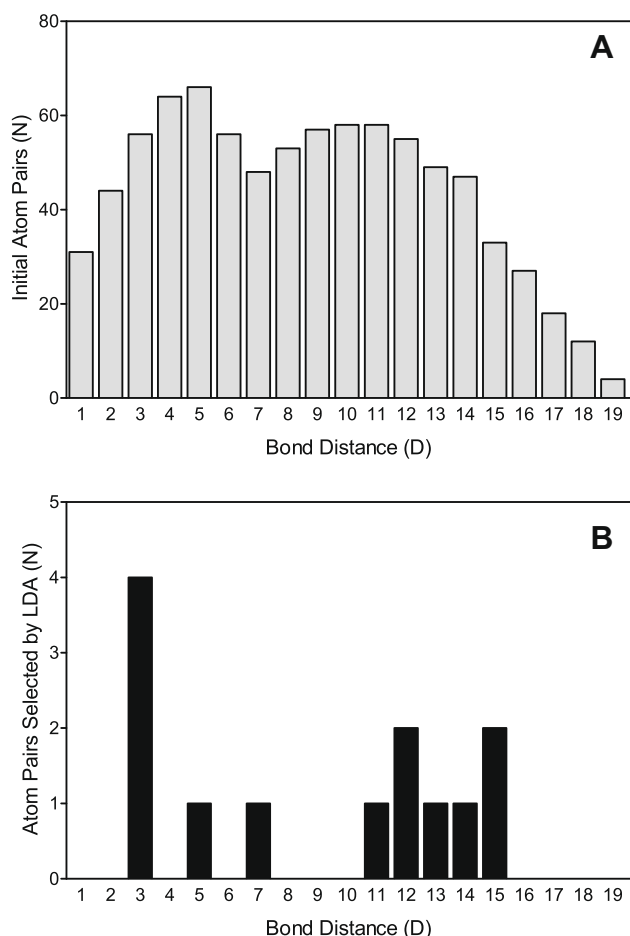 A
Initial Atom Pairs (N)
80
60
40
20
0
1 2 3 4 5 6 7 8 9 10 11 12 13 14 15 16 17 18 19
Bond Distance (D)
B
Atom Pairs Selected by LDA (N)
5
4
3
2
1
0
1 2 3 4 5 6 7 8 9 10 11 12 13 14 15 16 17 18 19
Bond Distance (D)